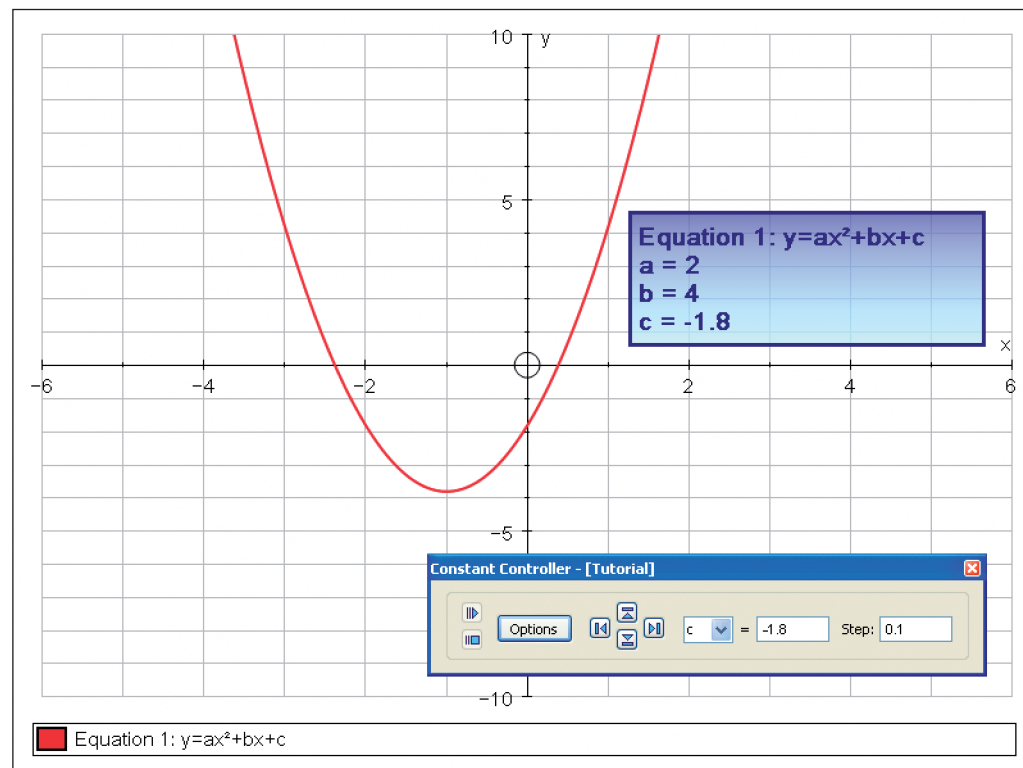 10 y
5
Equation 1: y=ax²+bx+c
a = 2
b = 4
c = -1.8
x
−6 −4 −2 2 4 6
−5
Constant Controller - [Tutorial]
Options c = -1.8 Step: 0.1
−10
Equation 1: y=ax²+bx+c